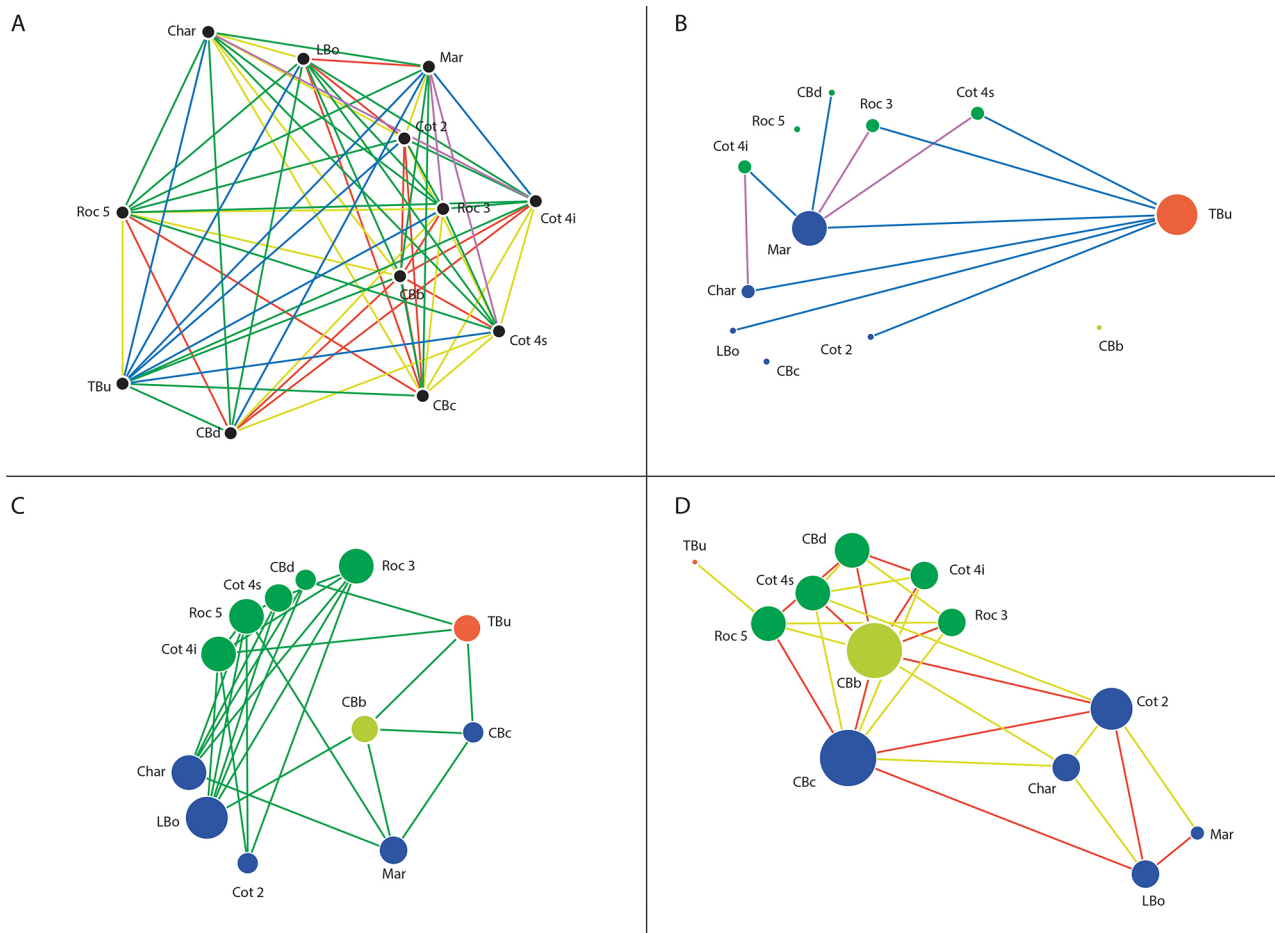 A
Char
LBo
Mar
Cot 2
Roc 5
Roc 3
Cot 4i
CBb
Cot 4s
TBu
CBc
CBd
B
CBd
Roc 3
Cot 4s
Roc 5
Cot 4i
TBu
Mar
Char
LBo
Cot 2
CBb
CBc
C
Roc 3
CBd
Cot 4s
Roc 5
TBu
Cot 4i
CBb
CBc
Char
LBo
Mar
Cot 2
D
CBd
TBu
Cot 4i
Cot 4s
Roc 3
Roc 5
CBb
Cot 2
CBc
Char
Mar
LBo